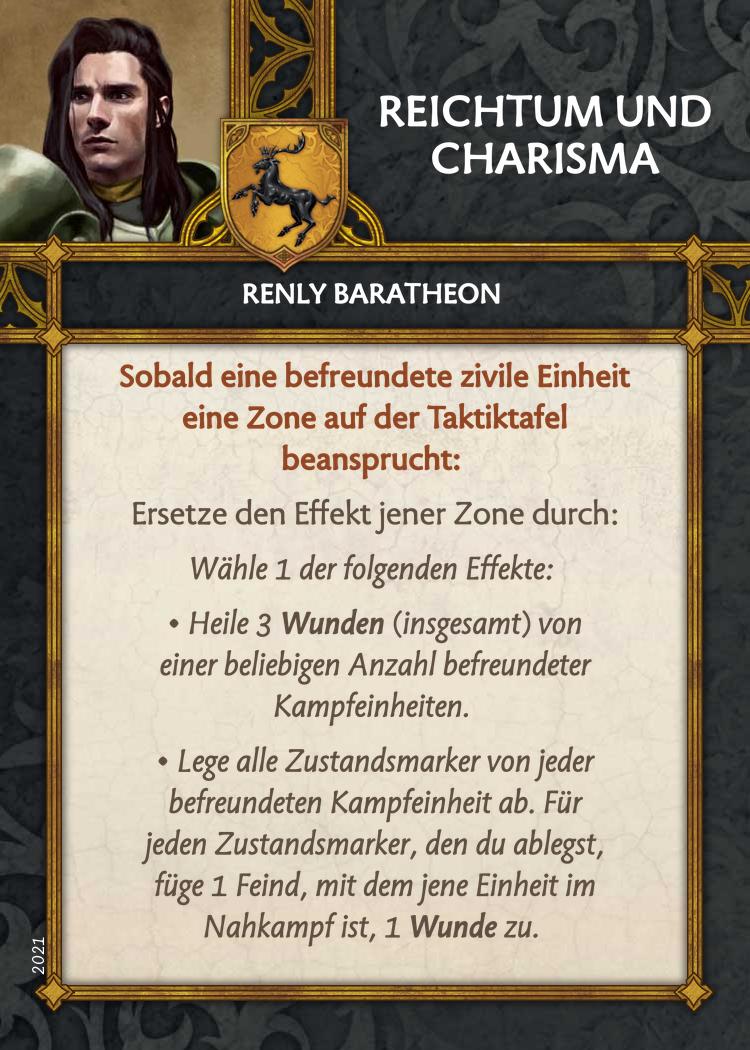 REICHTUM UND
CHARISMA
RENLY BARATHEON
Sobald eine befreundete zivile Einheit
eine Zone auf der Taktiktafel
beansprucht:
Ersetze den Effekt jener Zone durch:
Wähle 1 der folgenden Effekte:
• Heile 3 Wunden (insgesamt) von
einer beliebigen Anzahl befreundeter
Kampfeinheiten.
• Lege alle Zustandsmarker von jeder
befreundeten Kampfeinheit ab. Für
jeden Zustandsmarker, den du ablegst,
füge 1 Feind, mit dem jene Einheit im
Nahkampf ist, 1 Wunde zu.
2021